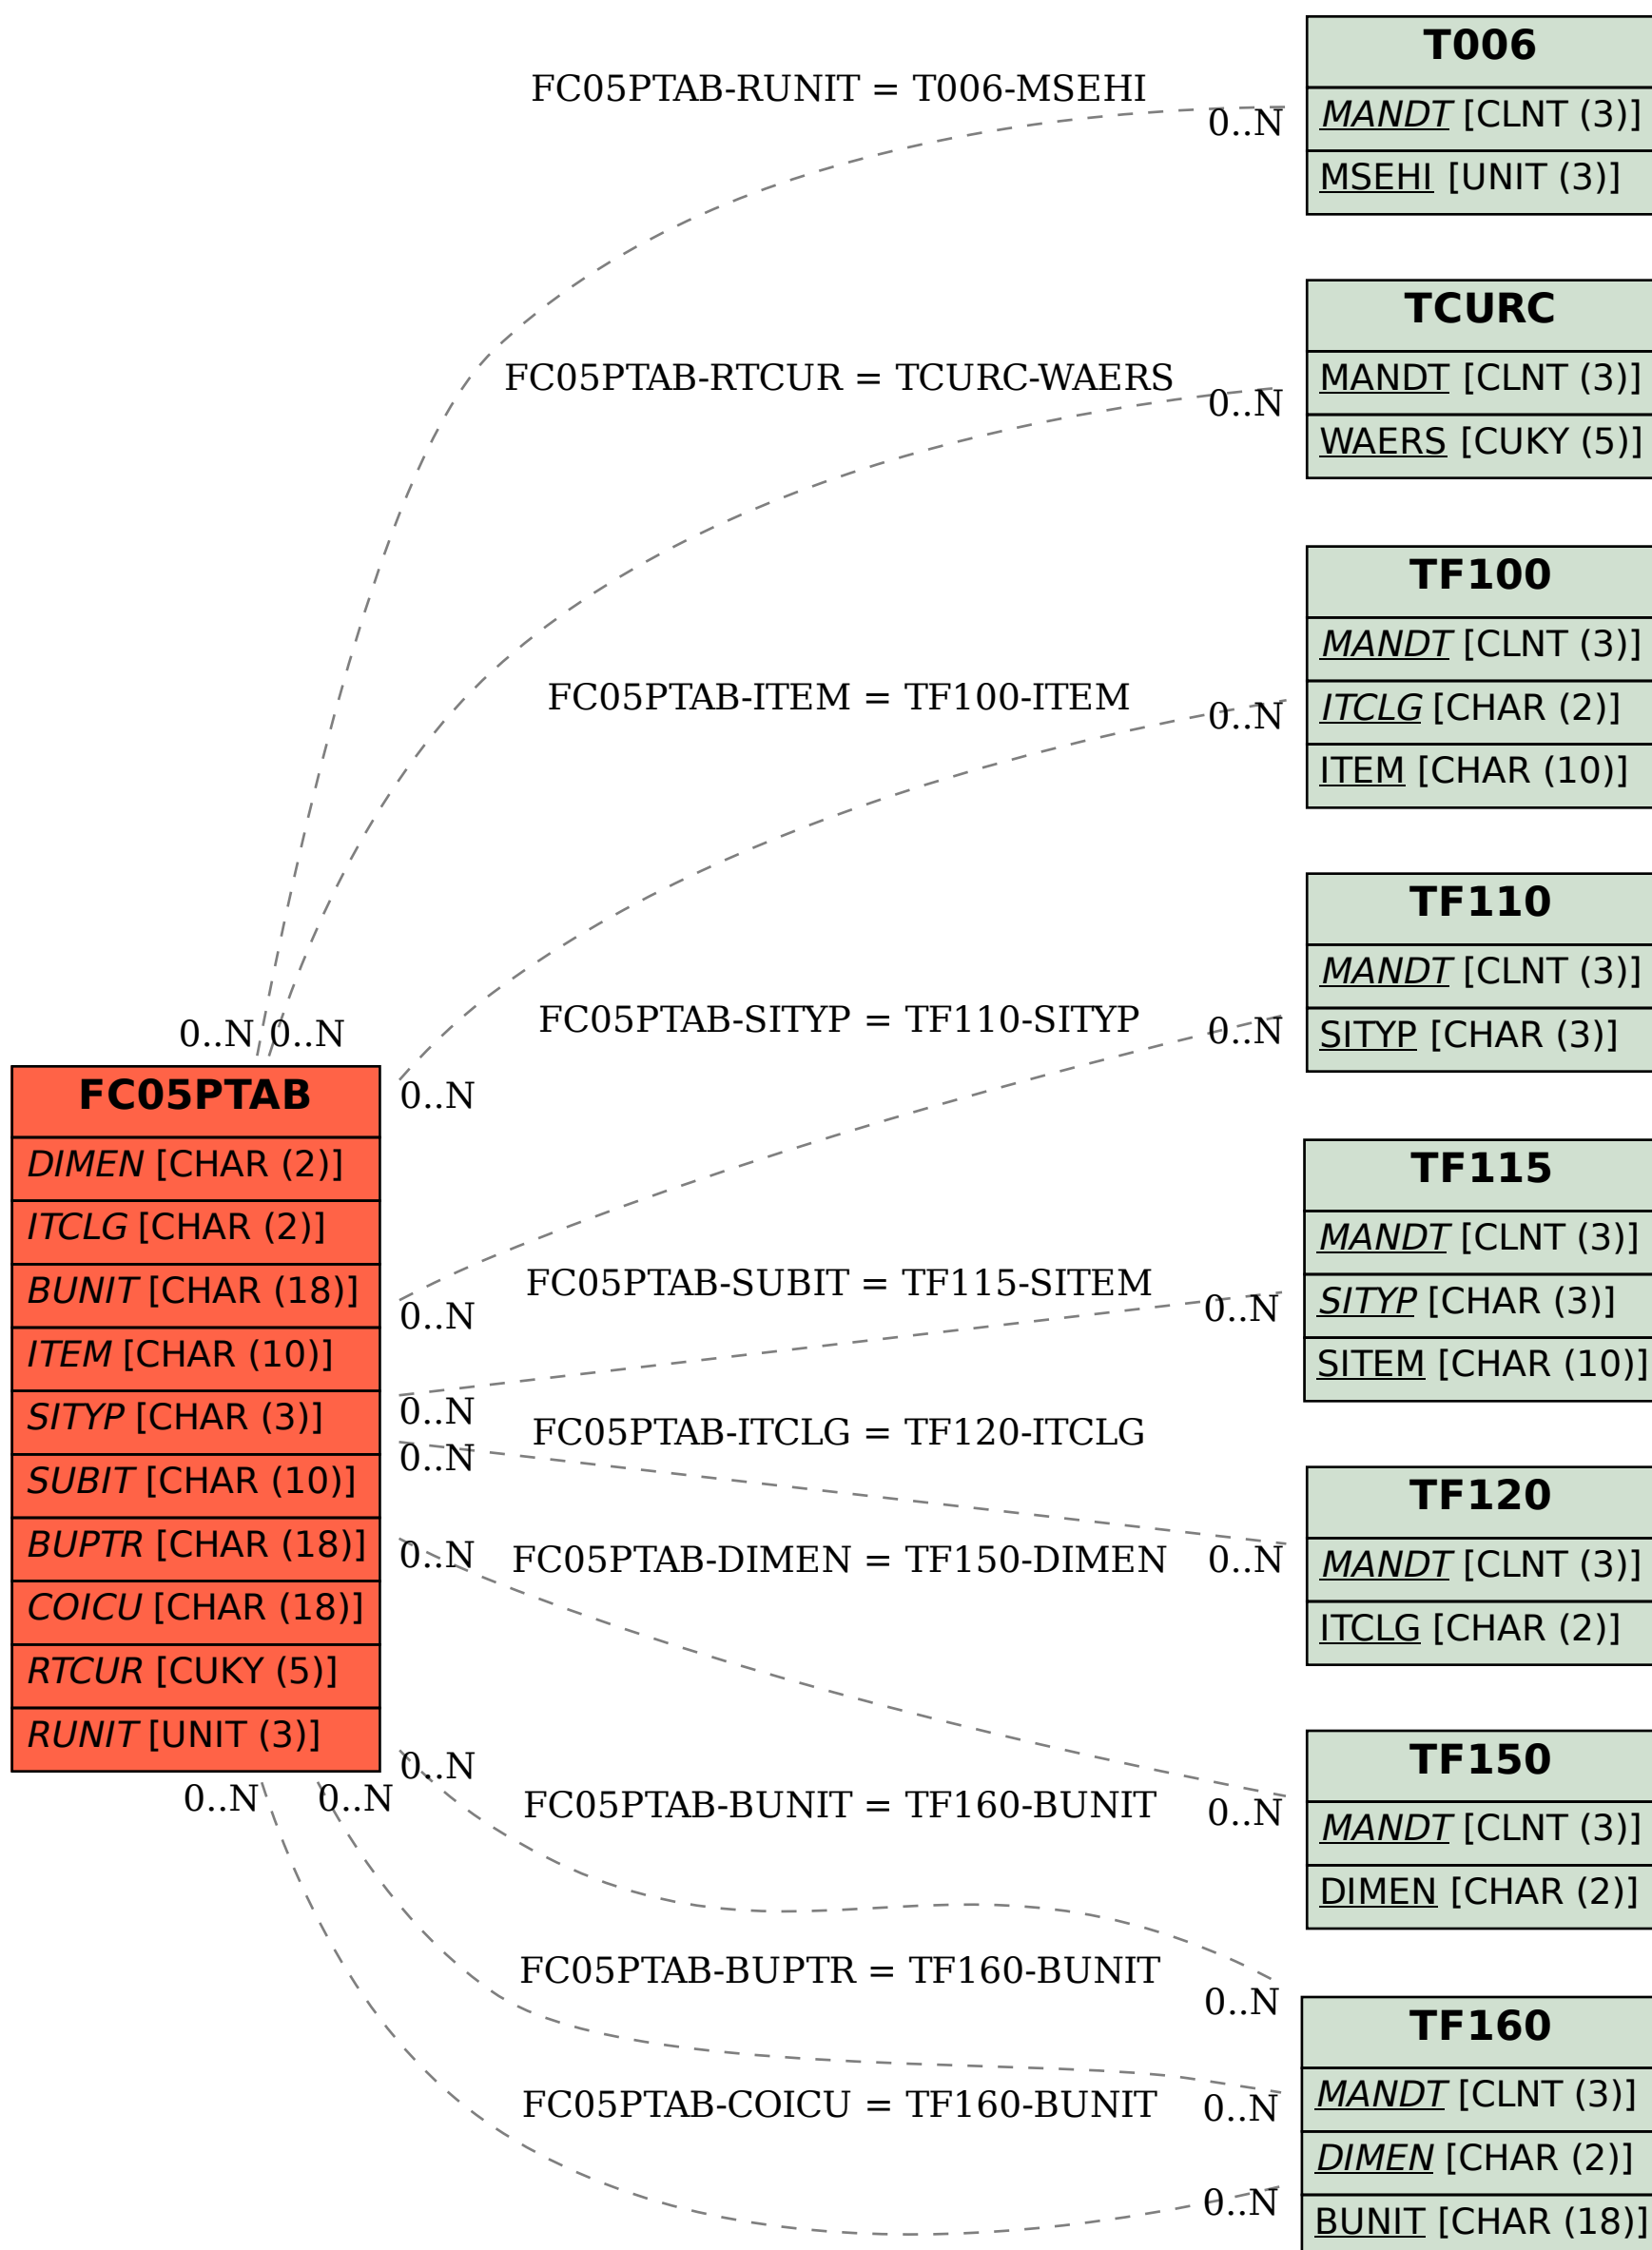 T006
MANDT [CLNT (3)]
MSEHI [UNIT (3)]
FC05PTAB-RUNIT = T006-MSEHI
0..N
TCURC
MANDT [CLNT (3)]
WAERS [CUKY (5)]
FC05PTAB-RTCUR = TCURC-WAERS
0..N
TF100
MANDT [CLNT (3)]
ITCLG [CHAR (2)]
ITEM [CHAR (10)]
FC05PTAB-ITEM = TF100-ITEM
0..N
TF110
MANDT [CLNT (3)]
SITYP [CHAR (3)]
FC05PTAB-SITYP = TF110-SITYP
0..N
0..N
0..N
0..N
FC05PTAB
DIMEN [CHAR (2)]
ITCLG [CHAR (2)]
BUNIT [CHAR (18)]
ITEM [CHAR (10)]
SITYP [CHAR (3)]
SUBIT [CHAR (10)]
BUPTR [CHAR (18)]
COICU [CHAR (18)]
RTCUR [CUKY (5)]
RUNIT [UNIT (3)]
0..N
TF115
MANDT [CLNT (3)]
SITYP [CHAR (3)]
SITEM [CHAR (10)]
FC05PTAB-SUBIT = TF115-SITEM
0..N
0..N
FC05PTAB-ITCLG = TF120-ITCLG
0..N
TF120
MANDT [CLNT (3)]
ITCLG [CHAR (2)]
0..N
FC05PTAB-DIMEN = TF150-DIMEN
0..N
TF150
MANDT [CLNT (3)]
DIMEN [CHAR (2)]
0..N
0..N
0..N
0..N
FC05PTAB-BUNIT = TF160-BUNIT
0..N
FC05PTAB-BUPTR = TF160-BUNIT
0..N
TF160
MANDT [CLNT (3)]
DIMEN [CHAR (2)]
BUNIT [CHAR (18)]
FC05PTAB-COICU = TF160-BUNIT
0..N
0..N